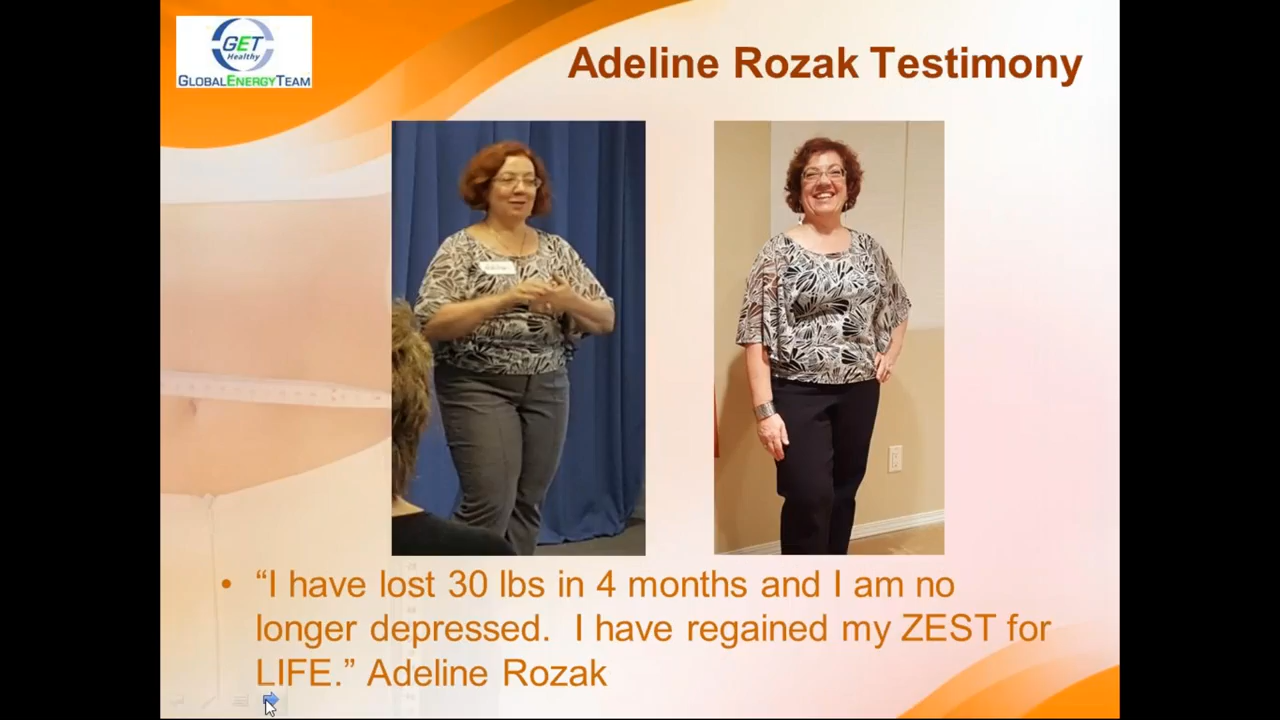 GET
Healthy
GLOBALENERGYTEAM
Adeline Rozak Testimony
• “I have lost 30 lbs in 4 months and I am no
longer depressed.  I have regained my ZEST for
LIFE.” Adeline Rozak